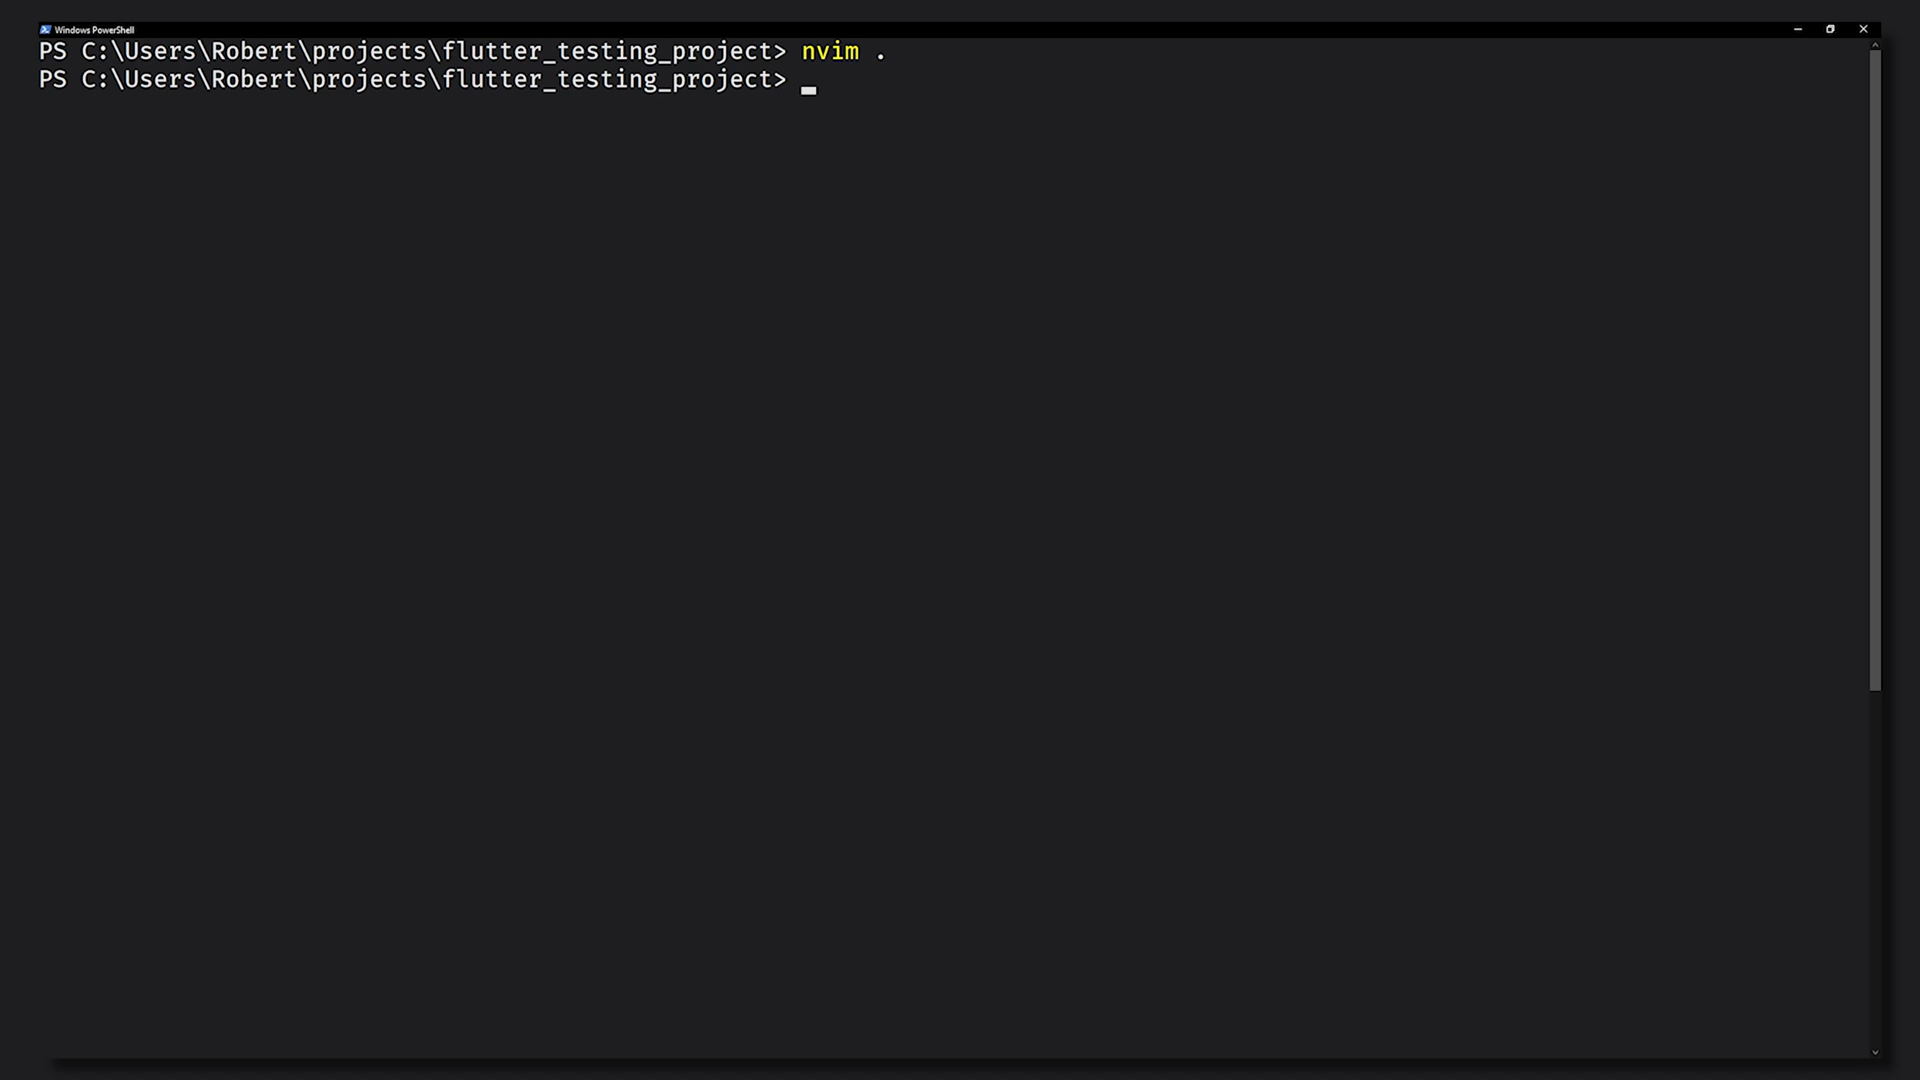 Windows PowerShell
PS C:\Users\Robert\projects\flutter_testing_project> nvim .
PS C:\Users\Robert\projects\flutter_testing_project>